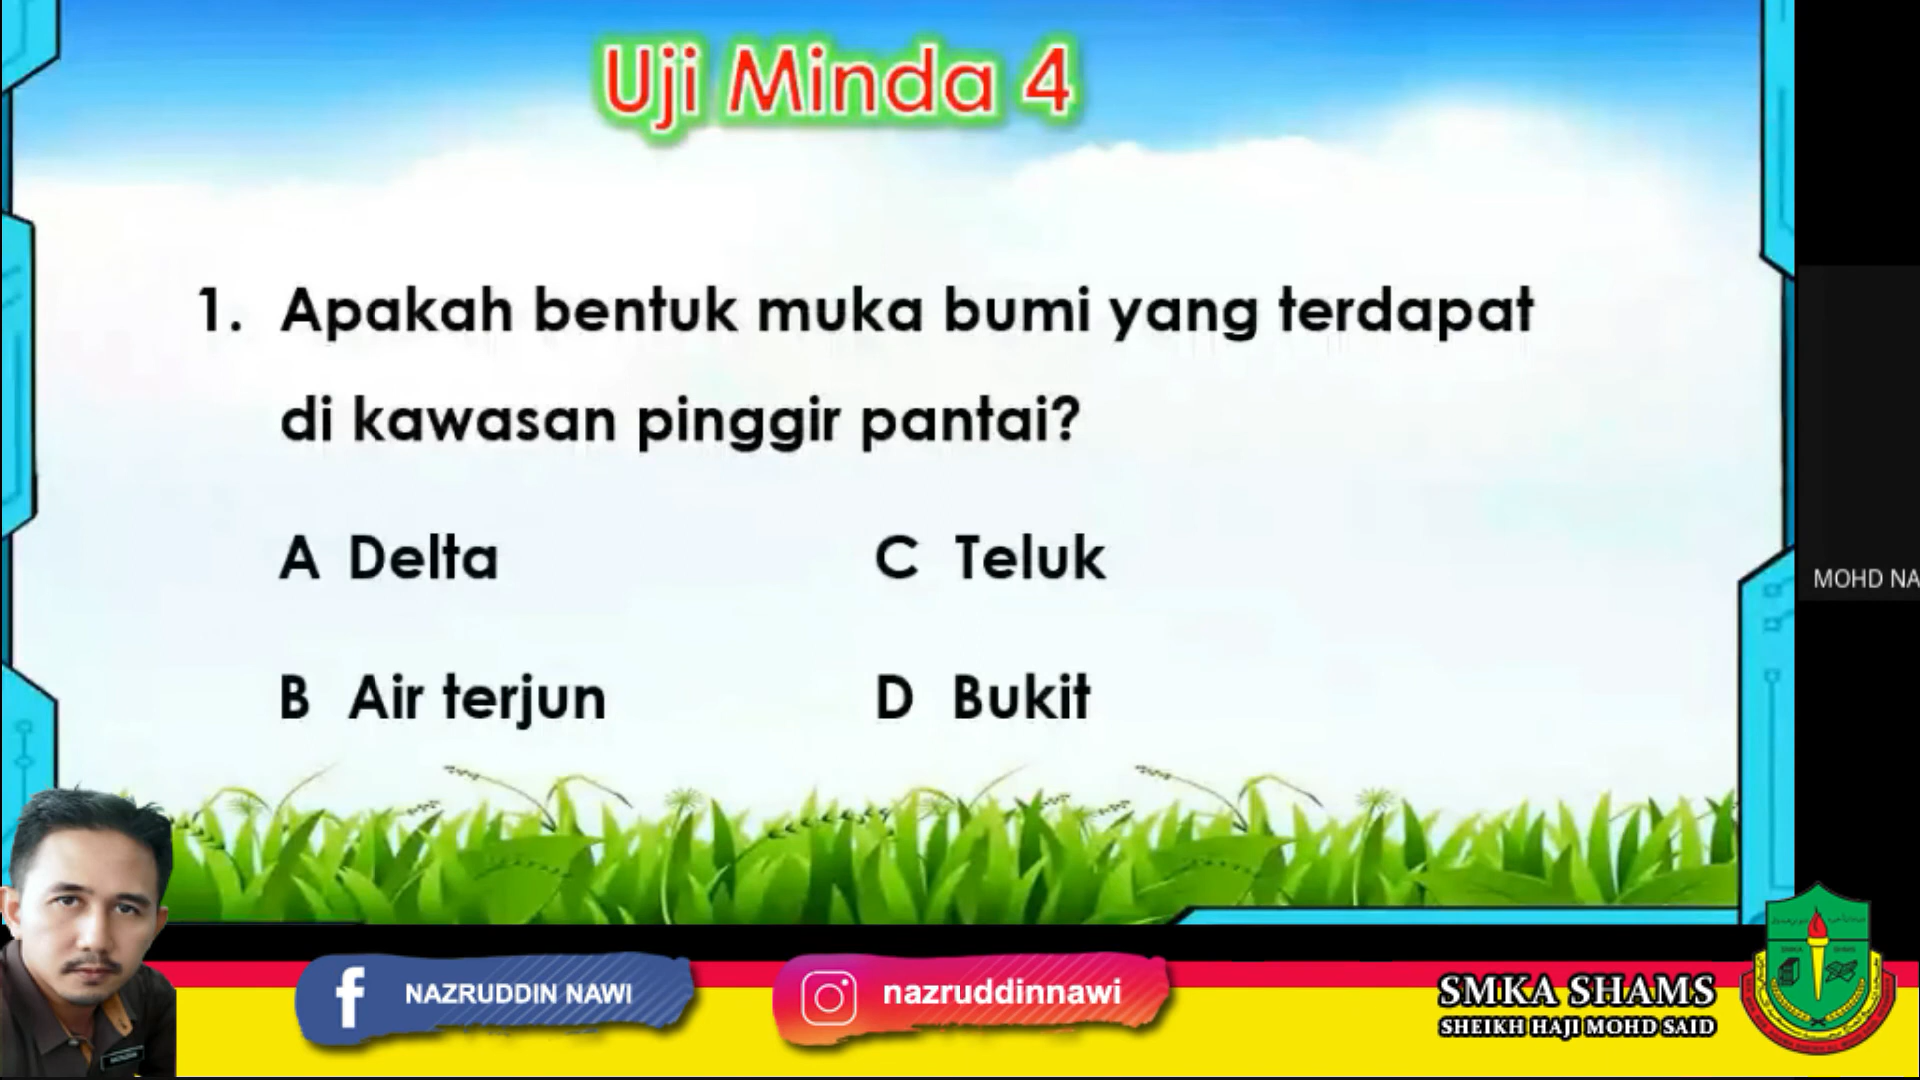 Uji Minda 4
1. Apakah bentuk muka bumi yang terdapat
di kawasan pinggir pantai?
A Delta
C Teluk
B Air terjun
D Bukit
MOHD NA
NAZRUDDIN NAWI
nazruddinnawi
SMKA SHAMS
SHEIKH HAJI MOHD SAID